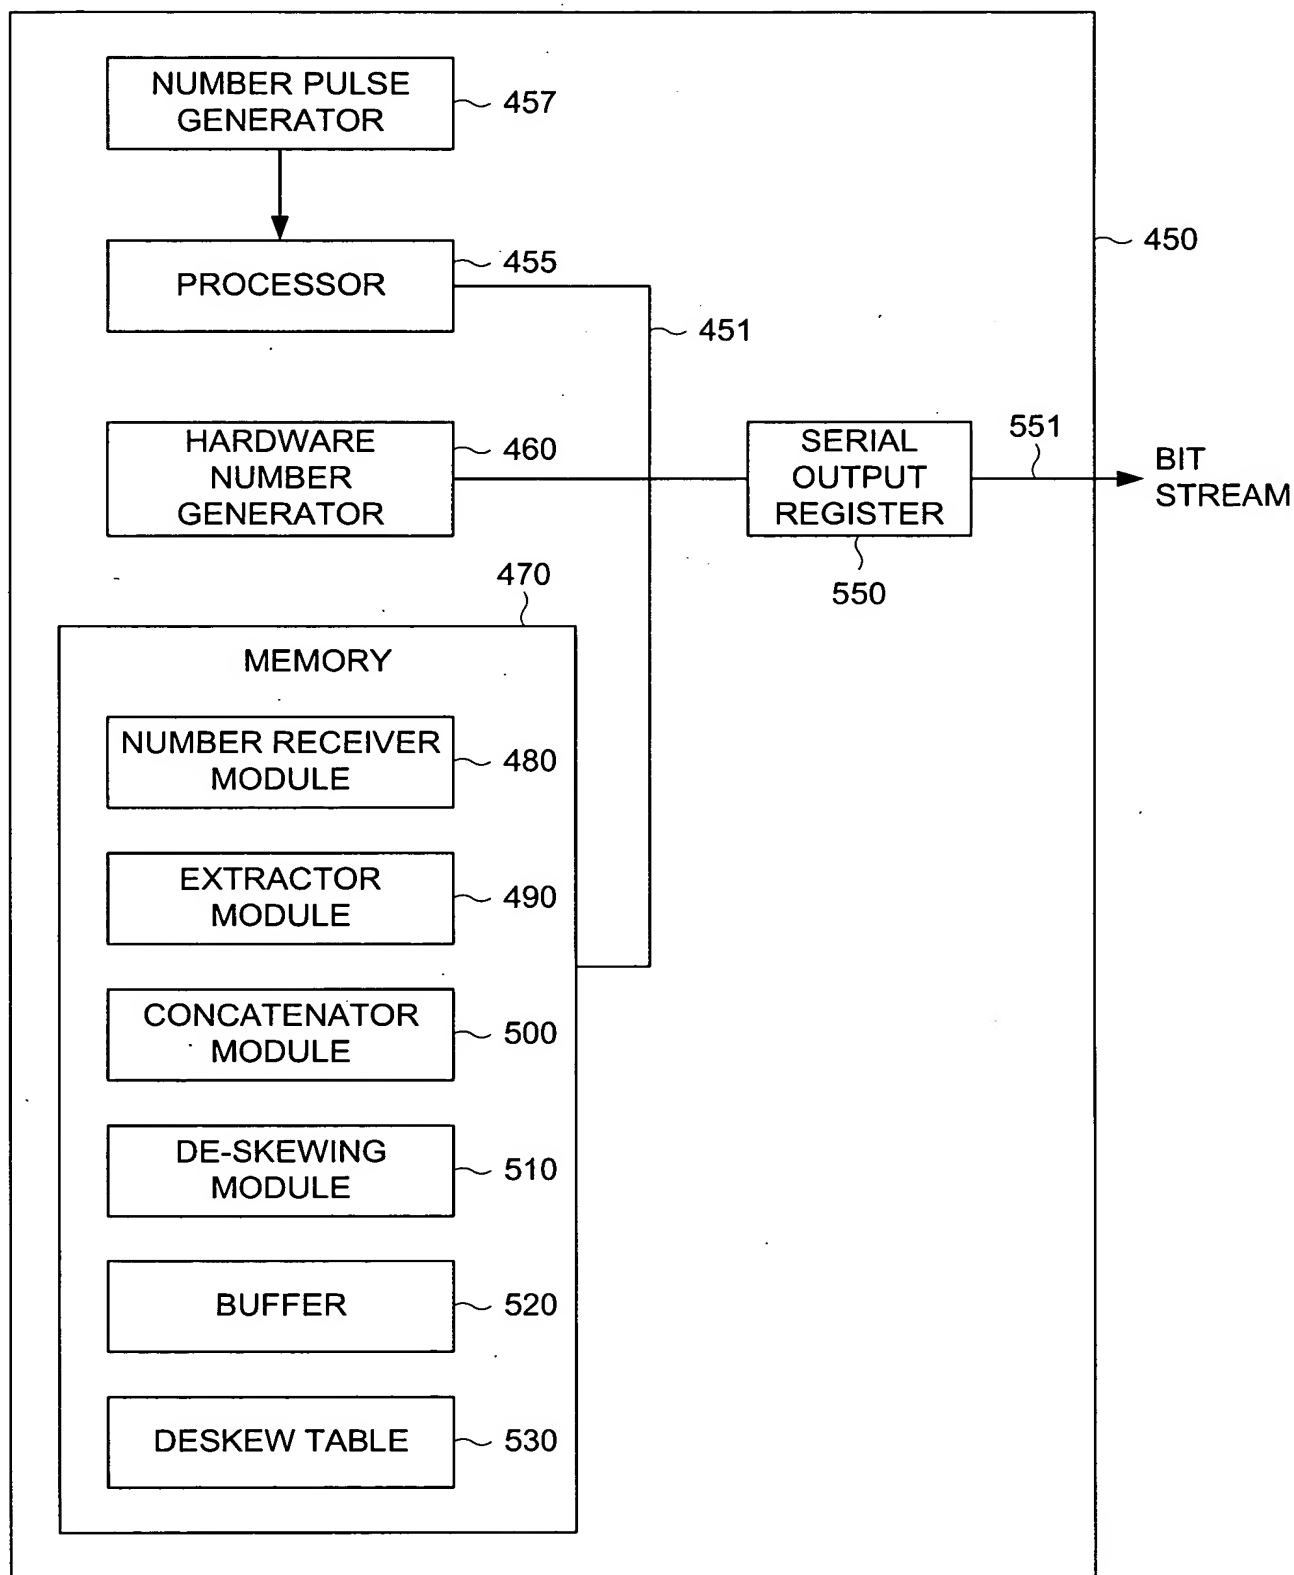 NUMBER PULSE
GENERATOR
457
PROCESSOR
455
450
451
HARDWARE
NUMBER
GENERATOR
460
SERIAL
OUTPUT
REGISTER
550
551
BIT
STREAM
470
MEMORY
NUMBER RECEIVER
MODULE
480
EXTRACTOR
MODULE
490
CONCATENATOR
MODULE
500
DE-SKEWING
MODULE
510
BUFFER
520
DESKEW TABLE
530